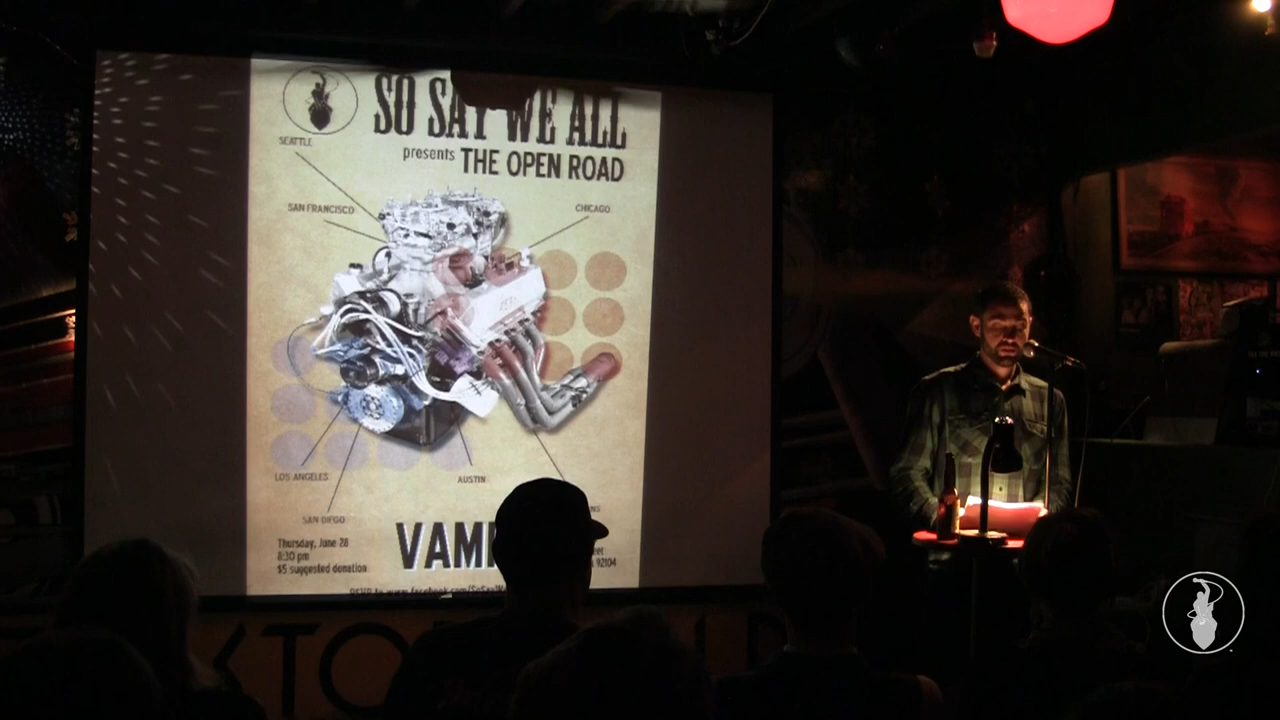 SO SAY WE ALL
presents THE OPEN ROAD
SEATTLE
SAN FRANCISCO
CHICAGO
LOS ANGELES
AUSTIN
SAN DIEGO
Thursday, June 28
8:30 pm
$5 suggested donation
VAM
92104